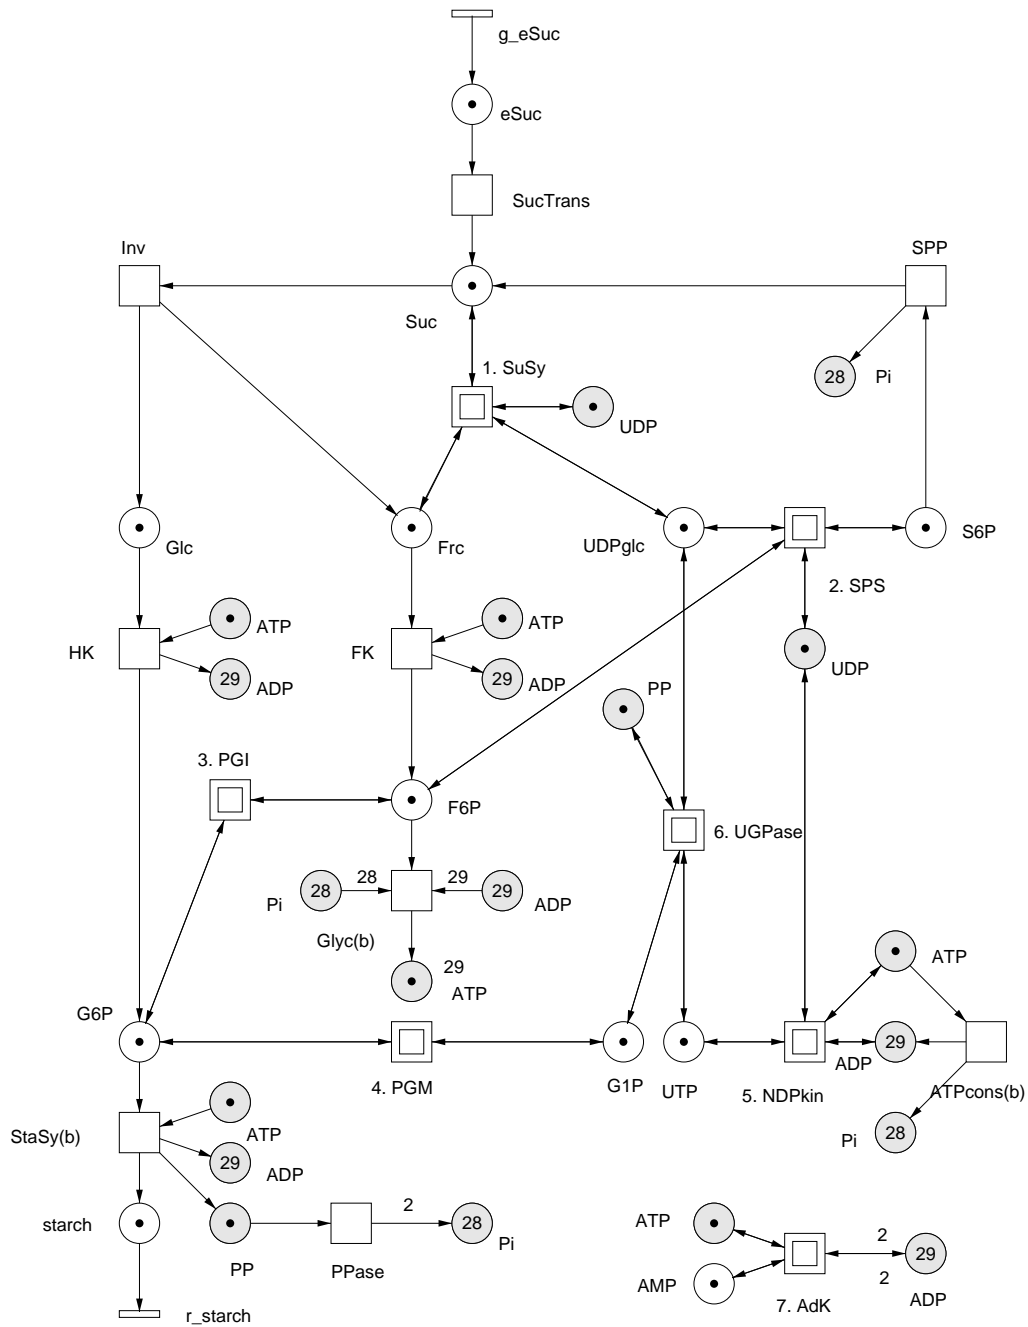 g_eSuc
eSuc
SucTrans
Inv
SPP
Suc
28
Pi
1. SuSy
UDP
Glc
Frc
UDPglc
S6P
2. SPS
ATP
ATP
HK
FK
29
ADP
29
ADP
UDP
PP
3. PGI
F6P
6. UGPase
28
28
29
29
Pi
ADP
Glyc(b)
29
ATP
ATP
G6P
G1P
UTP
ADP
29
4. PGM
5. NDPkin
ATPcons(b)
StaSy(b)
ATP
Pi
28
29
ADP
starch
2
28
Pi
PP
PPase
ATP
2
29
AMP
2
7. AdK
ADP
r_starch